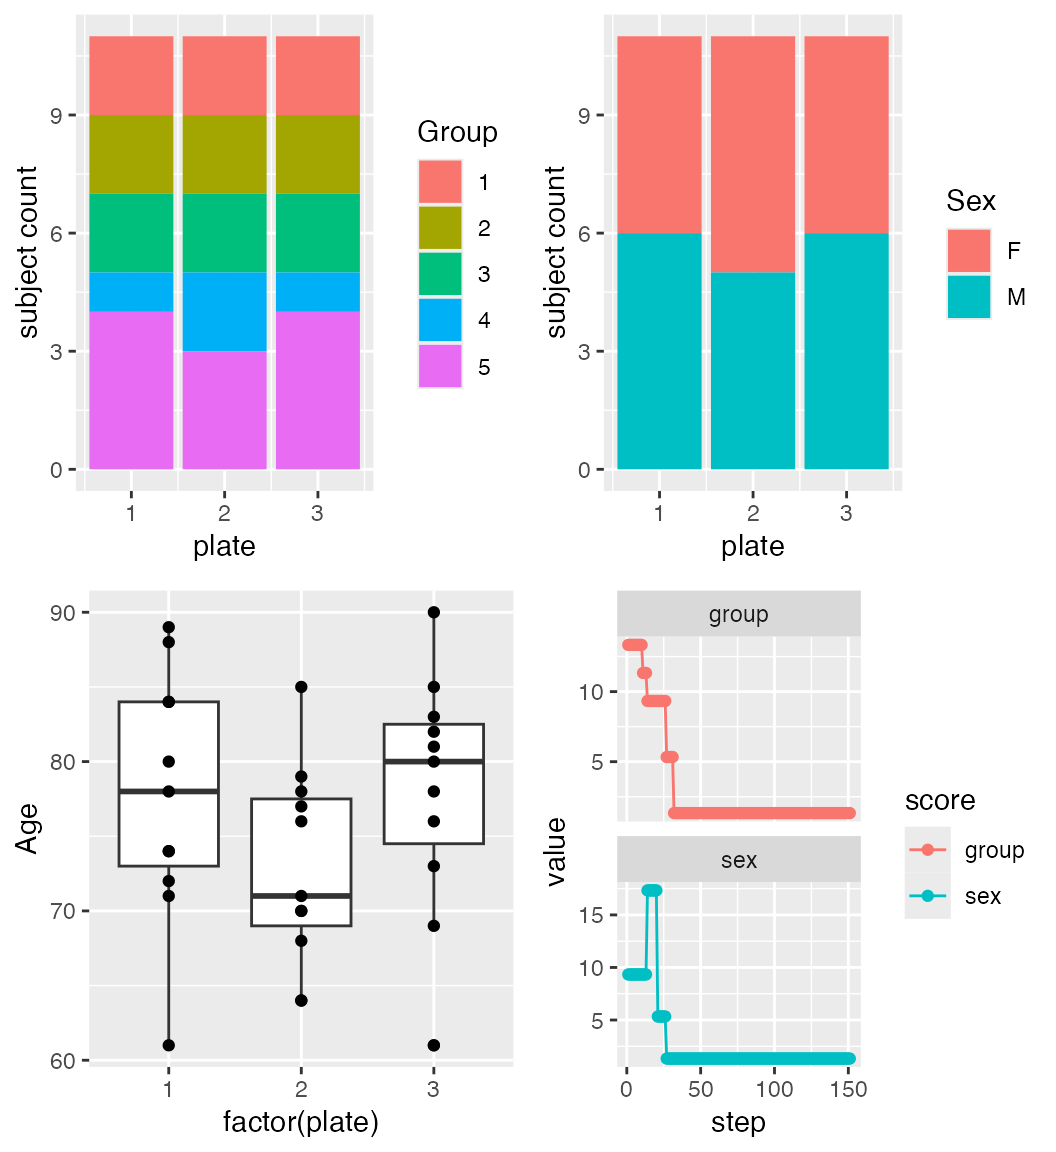 subject count
9
6
3
0
1 2 3
plate
Group
1
2
3
4
5
subject count
9
6
3
0
1 2 3
plate
Sex
F
M
Age
90
80
70
60
1 2 3
factor(plate)
value
group
10
5
sex
15
10
5
0 50 100 150
step
score
group
sex